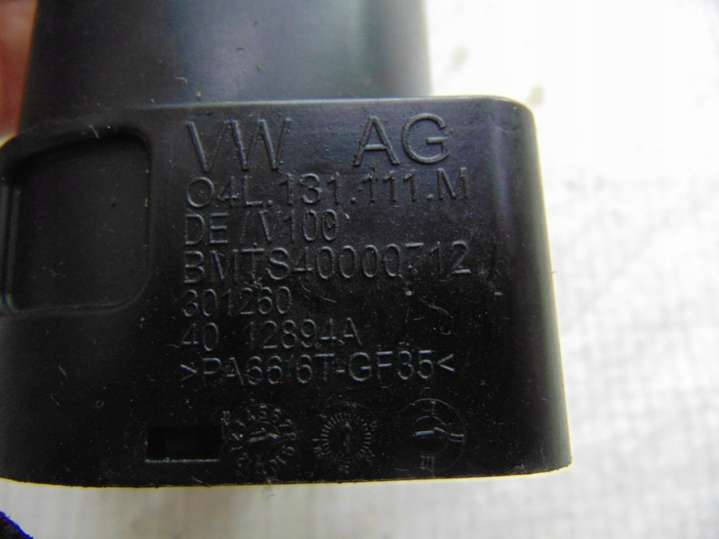 VW AG
04L.131.111.M
DE /V100
BMTS40000712
301260
40 12894A
>PA66/6T-GF35<